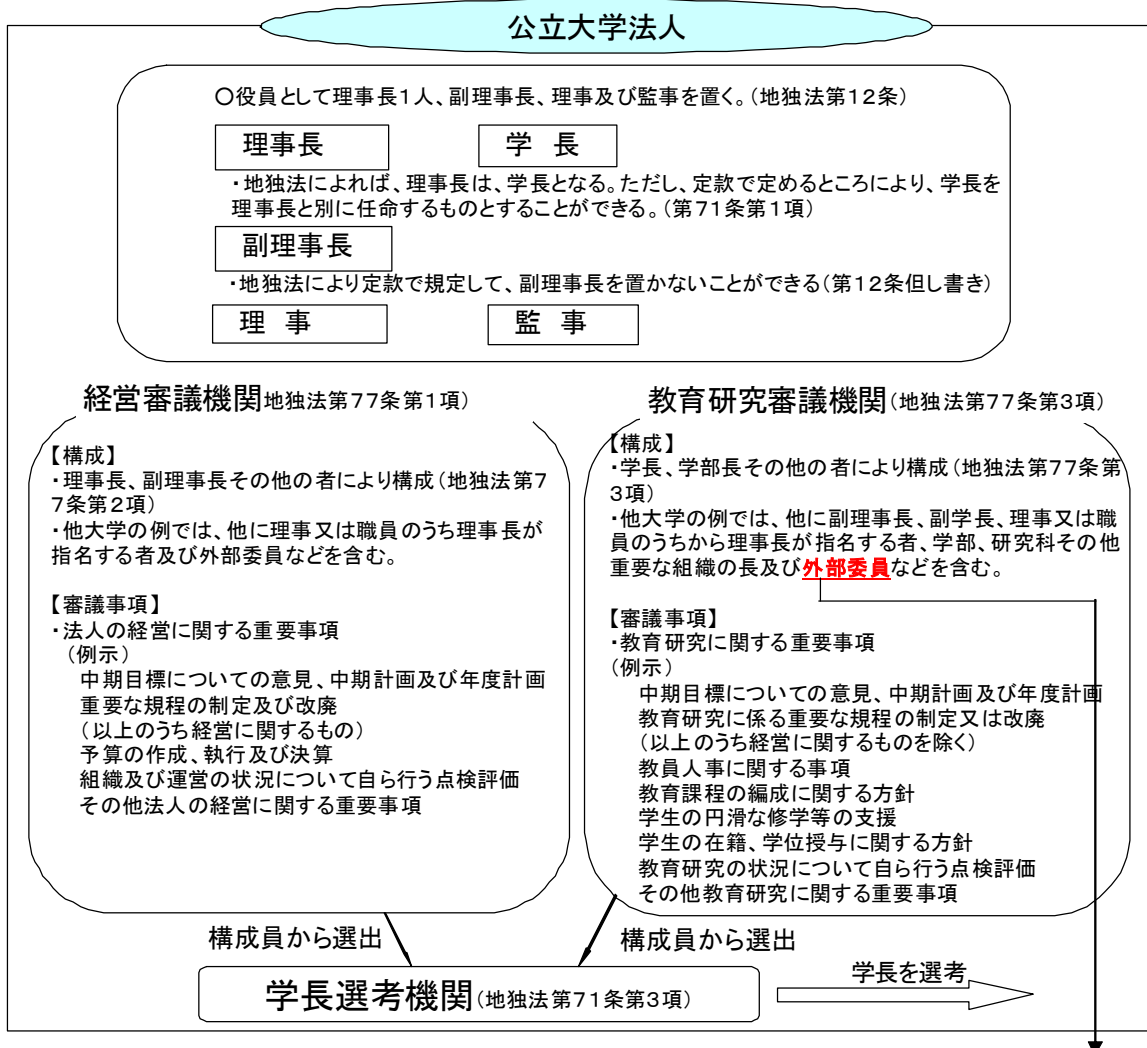 公立大学法人
○役員として理事長1人、副理事長、理事及び監事を置く。(地独法第12条)
理事長
学 長
・地独法によれば、理事長は、学長となる。ただし、定款で定めるところにより、学長を
理事長と別に任命するものとすることができる。(第71条第1項)
副理事長
・地独法により定款で規定して、副理事長を置かないことができる(第12条但し書き)
理 事
監 事
経営審議機関地独法第77条第1項)
【構成】
・理事長、副理事長その他の者により構成(地独法第7
7条第2項)
・他大学の例では、他に理事又は職員のうち理事長が
指名する者及び外部委員などを含む。
【審議事項】
・法人の経営に関する重要事項
(例示)
中期目標についての意見、中期計画及び年度計画
重要な規程の制定及び改廃
(以上のうち経営に関するもの)
予算の作成、執行及び決算
組織及び運営の状況について自ら行う点検評価
その他法人の経営に関する重要事項
教育研究審議機関(地独法第77条第3項)
【構成】
・学長、学部長その他の者により構成(地独法第77条第
3項)
・他大学の例では、他に副理事長、副学長、理事又は職
員のうちから理事長が指名する者、学部、研究科その他
重要な組織の長及び外部委員などを含む。
【審議事項】
・教育研究に関する重要事項
(例示)
中期目標についての意見、中期計画及び年度計画
教育研究に係る重要な規程の制定又は改廃
(以上のうち経営に関するものを除く)
教員人事に関する事項
教育課程の編成に関する方針
学生の円滑な修学等の支援
学生の在籍、学位授与に関する方針
教育研究の状況について自ら行う点検評価
その他教育研究に関する重要事項
構成員から選出
構成員から選出
学長選考機関(地独法第71条第3項)
学長を選考